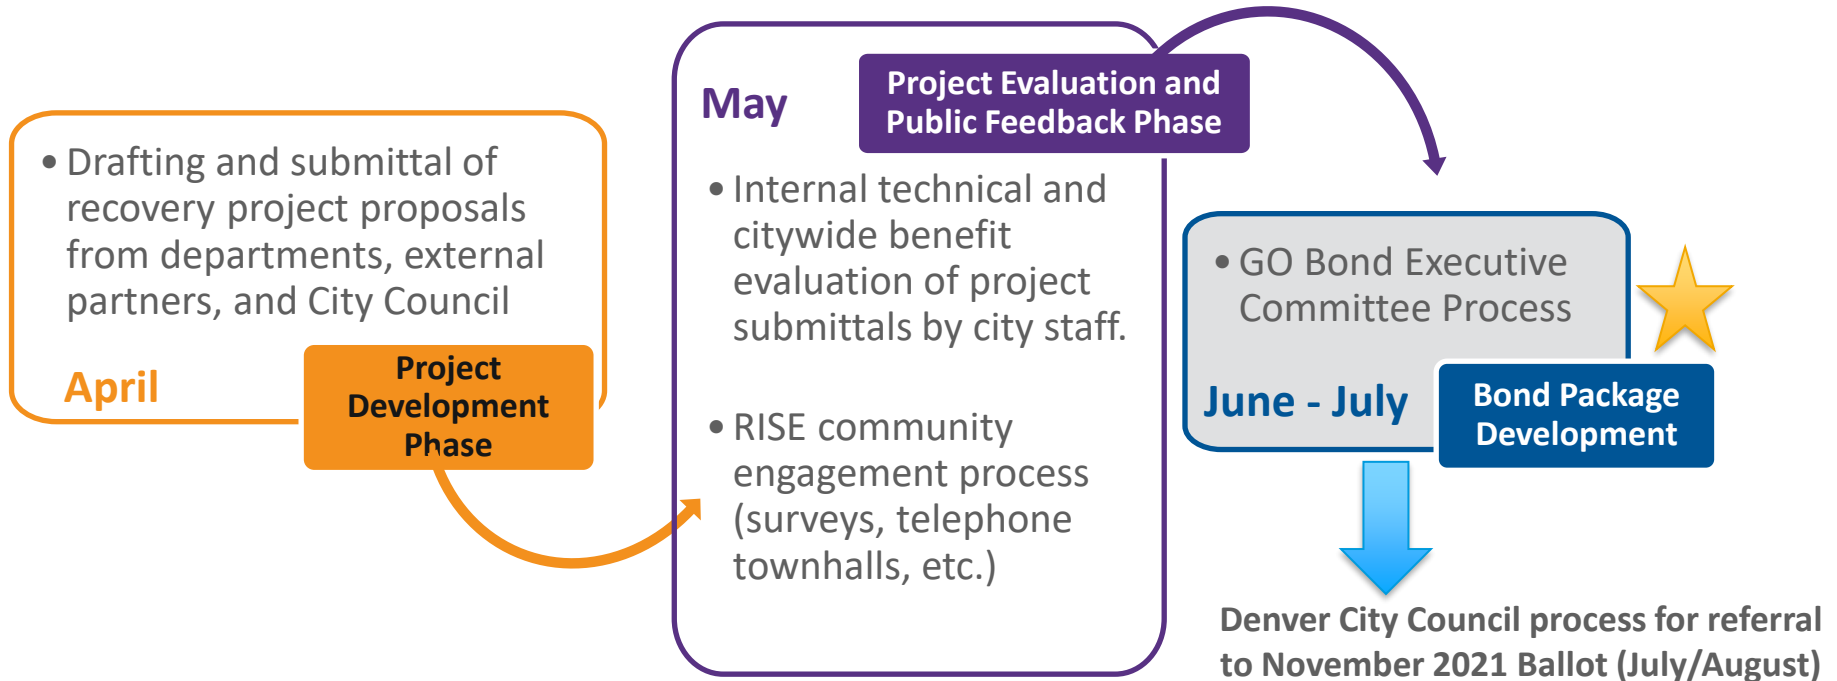 • Drafting and submittal of
recovery project proposals
from departments, external
partners, and City Council
April
Project
Development
Phase
May
Project Evaluation and
Public Feedback Phase
• Internal technical and
citywide benefit
evaluation of project
submittals by city staff.
• RISE community
engagement process
(surveys, telephone
townhalls, etc.)
• GO Bond Executive
Committee Process
June - July
Bond Package
Development
Denver City Council process for referral
to November 2021 Ballot (July/August)